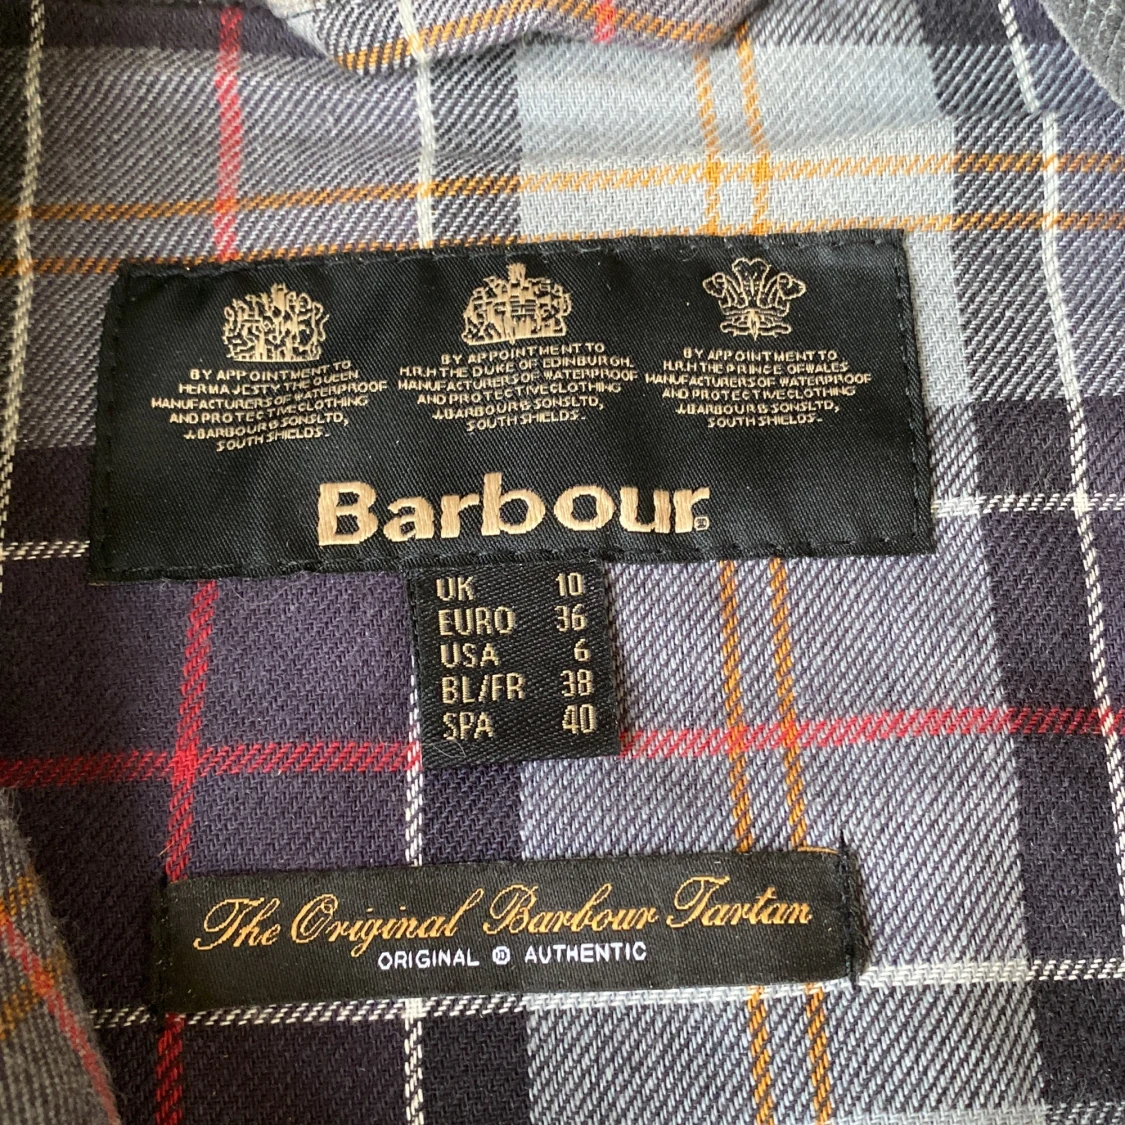 BY APPOINTMENT TO
HER MAJESTY THE QUEEN
MANUFACTURERS OF WATERPROOF
AND PROTECTIVE CLOTHING
J.BARBOUR & SONS LTD,
SOUTH SHIELDS.
BY APPOINTMENT TO
H.R.H THE DUKE OF EDINBURGH
MANUFACTURERS OF WATERPROOF
AND PROTECTIVE CLOTHING
J.BARBOUR & SONS LTD,
SOUTH SHIELDS.
BY APPOINTMENT TO
H.R.H THE PRINCE OF WALES
MANUFACTURERS OF WATERPROOF
AND PROTECTIVE CLOTHING
J.BARBOUR & SONS LTD,
SOUTH SHIELDS.
Barbour®
UK 10
EURO 36
USA 6
BL/FR 38
SPA 40
The Original Barbour Tartan
ORIGINAL ® AUTHENTIC